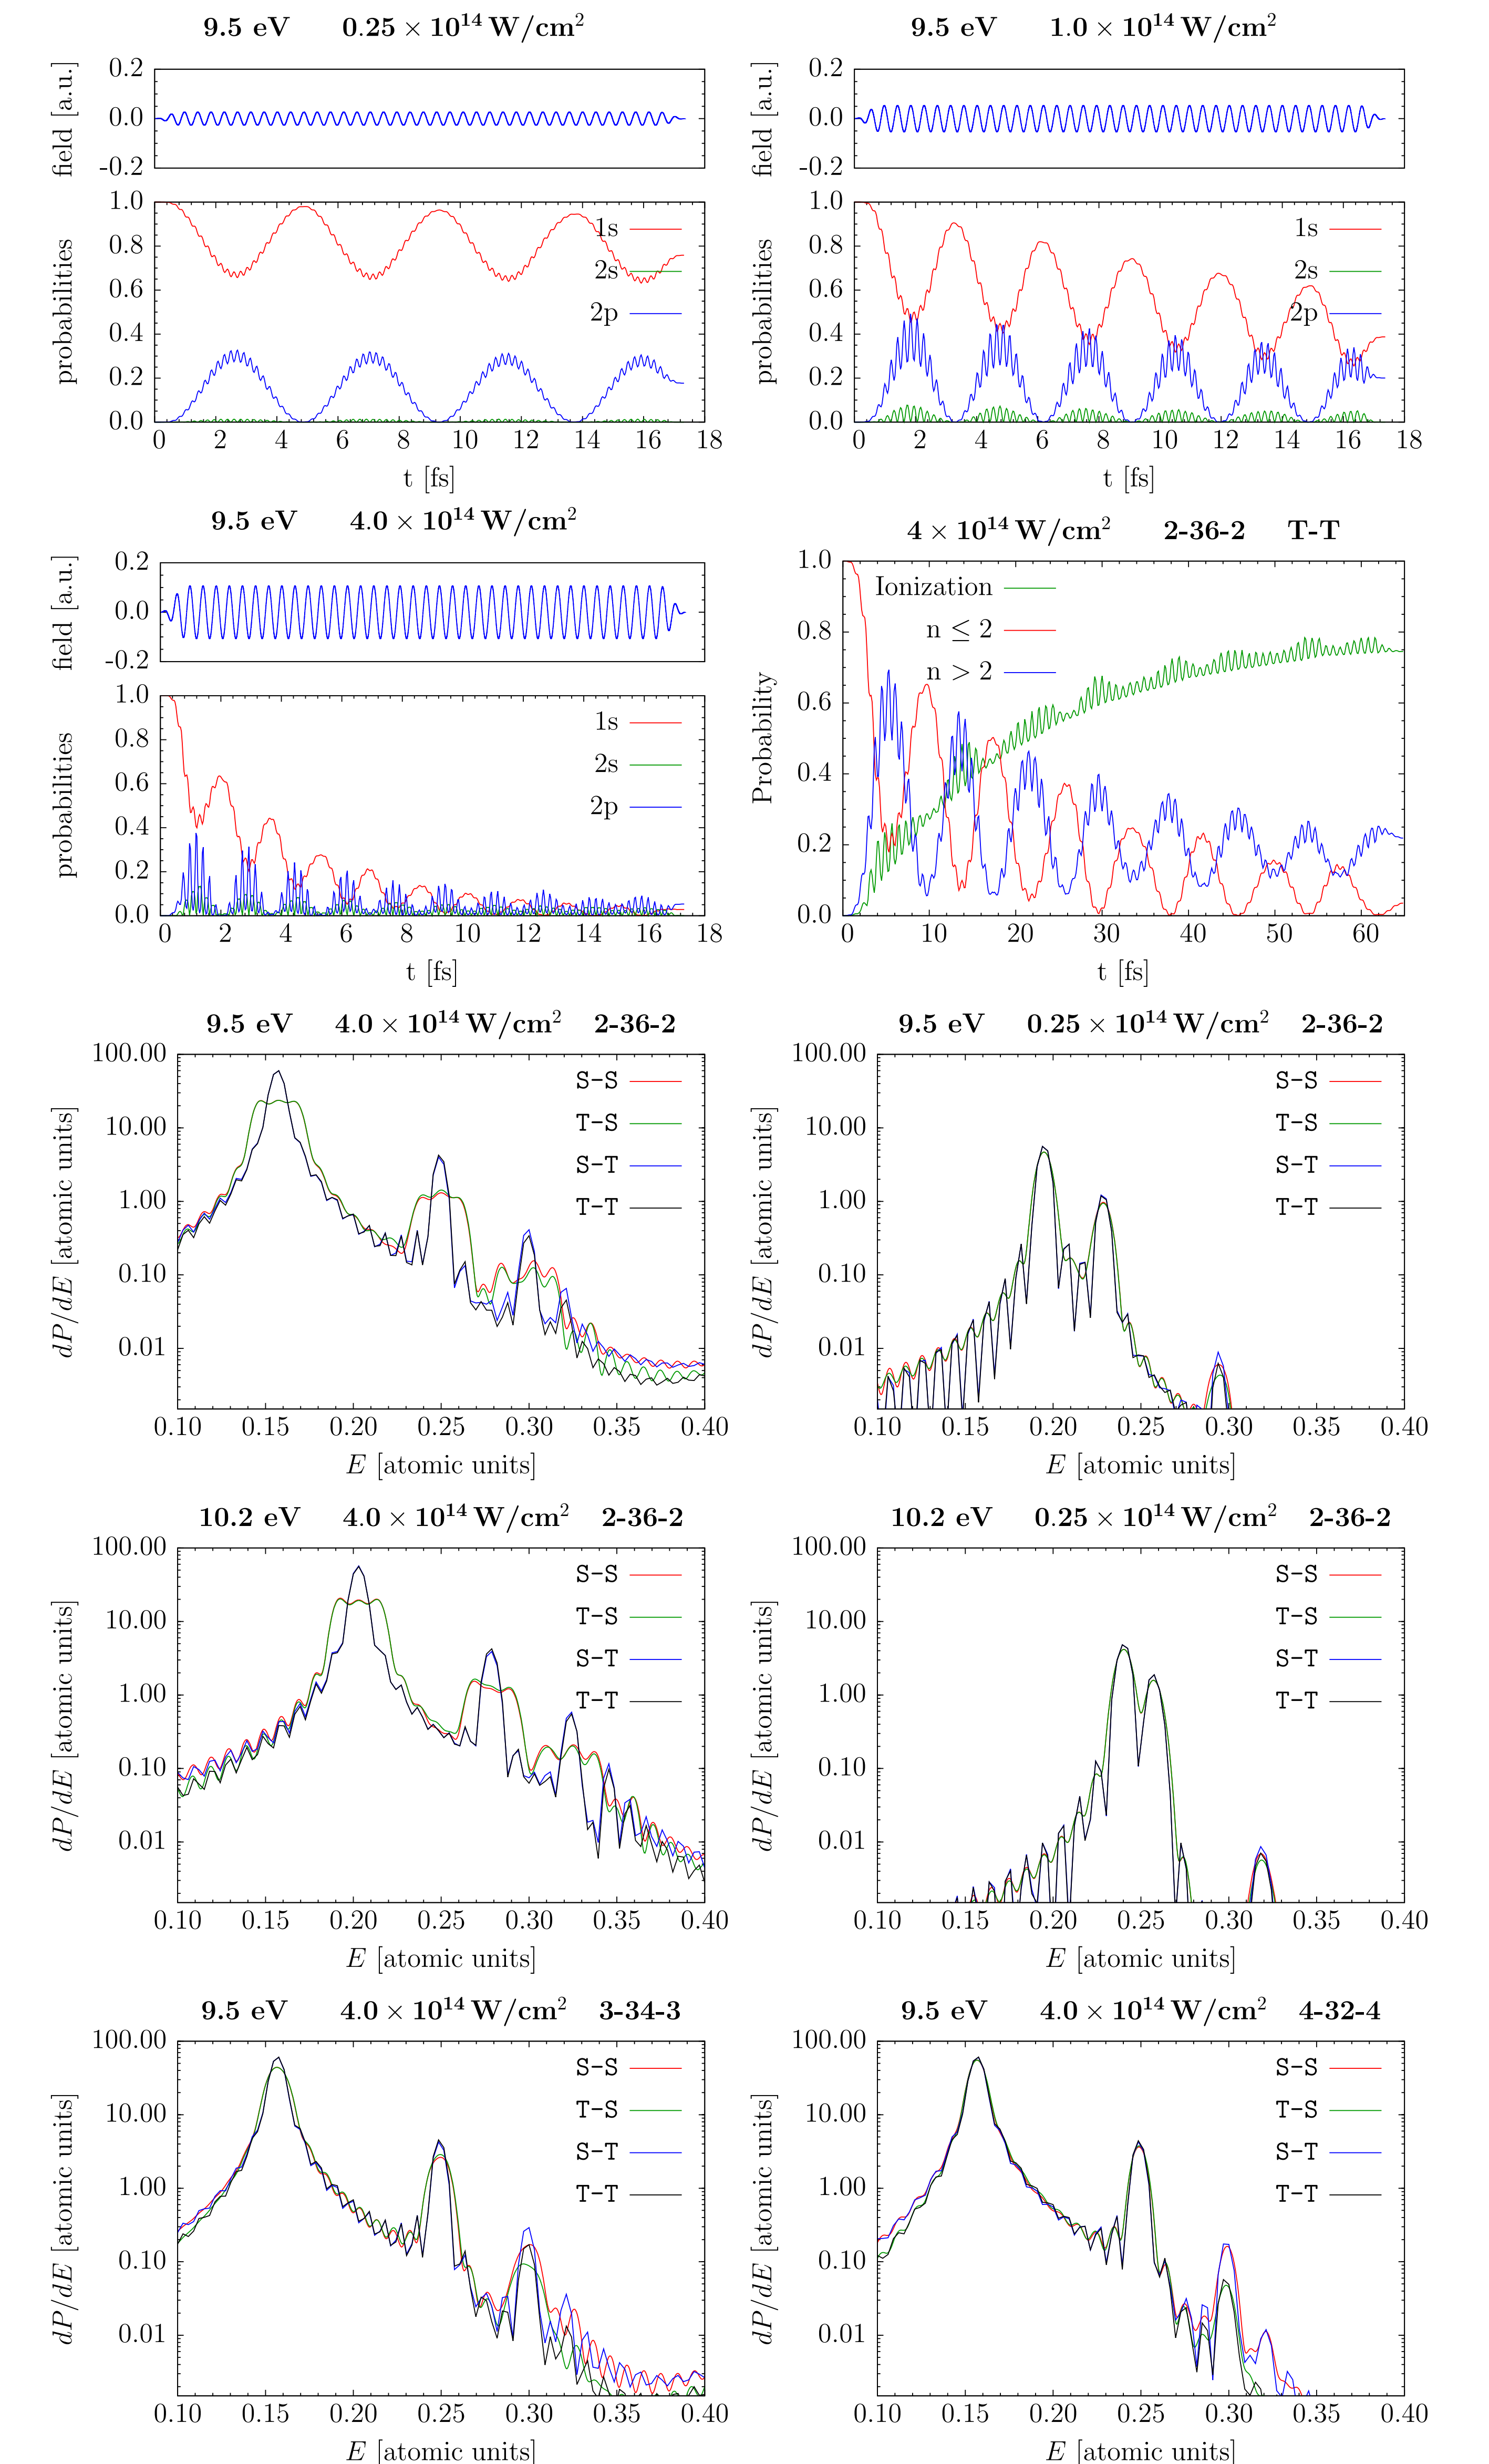 9.5 eV 0.25 × 10^14 W/cm^2
field [a.u.]
0.2
0.0
-0.2
probabilities
1.0
0.8
0.6
0.4
0.2
0.0
1s
2s
2p
0 2 4 6 8 10 12 14 16 18
t [fs]
9.5 eV 1.0 × 10^14 W/cm^2
field [a.u.]
0.2
0.0
-0.2
probabilities
1.0
0.8
0.6
0.4
0.2
0.0
1s
2s
2p
0 2 4 6 8 10 12 14 16 18
t [fs]
9.5 eV 4.0 × 10^14 W/cm^2
field [a.u.]
0.2
0.0
-0.2
probabilities
1.0
0.8
0.6
0.4
0.2
0.0
1s
2s
2p
0 2 4 6 8 10 12 14 16 18
t [fs]
4 × 10^14 W/cm^2 2-36-2 T-T
Probability
1.0
0.8
0.6
0.4
0.2
0.0
Ionization
n ≤ 2
n > 2
0 10 20 30 40 50 60
t [fs]
9.5 eV 4.0 × 10^14 W/cm^2 2-36-2
dP/dE [atomic units]
100.00
10.00
1.00
0.10
0.01
S-S
T-S
S-T
T-T
0.10 0.15 0.20 0.25 0.30 0.35 0.40
E [atomic units]
9.5 eV 0.25 × 10^14 W/cm^2 2-36-2
dP/dE [atomic units]
100.00
10.00
1.00
0.10
0.01
S-S
T-S
S-T
T-T
0.10 0.15 0.20 0.25 0.30 0.35 0.40
E [atomic units]
10.2 eV 4.0 × 10^14 W/cm^2 2-36-2
dP/dE [atomic units]
100.00
10.00
1.00
0.10
0.01
S-S
T-S
S-T
T-T
0.10 0.15 0.20 0.25 0.30 0.35 0.40
E [atomic units]
10.2 eV 0.25 × 10^14 W/cm^2 2-36-2
dP/dE [atomic units]
100.00
10.00
1.00
0.10
0.01
S-S
T-S
S-T
T-T
0.10 0.15 0.20 0.25 0.30 0.35 0.40
E [atomic units]
9.5 eV 4.0 × 10^14 W/cm^2 3-34-3
dP/dE [atomic units]
100.00
10.00
1.00
0.10
0.01
S-S
T-S
S-T
T-T
0.10 0.15 0.20 0.25 0.30 0.35 0.40
E [atomic units]
9.5 eV 4.0 × 10^14 W/cm^2 4-32-4
dP/dE [atomic units]
100.00
10.00
1.00
0.10
0.01
S-S
T-S
S-T
T-T
0.10 0.15 0.20 0.25 0.30 0.35 0.40
E [atomic units]